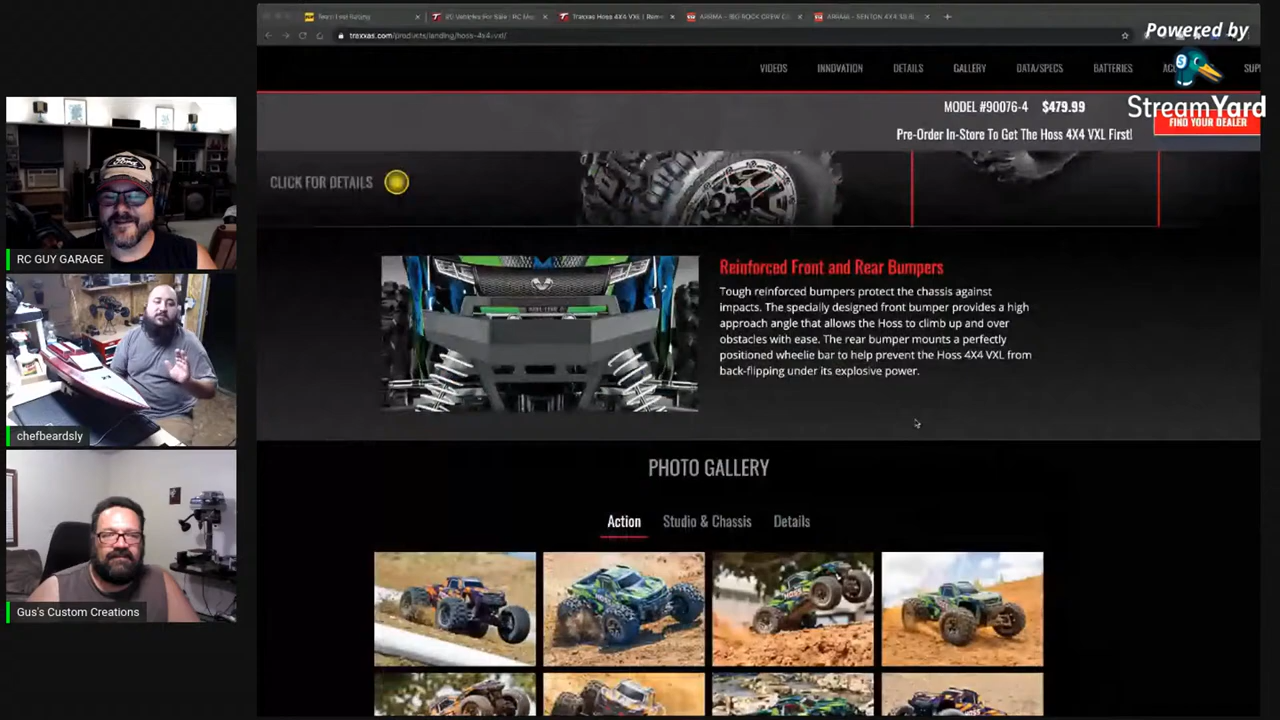 Powered by
StreamYard
traxxas.com/products/landing/hoss-4x4-vxl/
VIDEOS INNOVATION DETAILS GALLERY DATA/SPECS BATTERIES
MODEL #90076-4 $479.99
FIND YOUR DEALER
Pre-Order In-Store To Get The Hoss 4X4 VXL First!
CLICK FOR DETAILS
Reinforced Front and Rear Bumpers
Tough reinforced bumpers protect the chassis against
impacts. The specially designed front bumper provides a high
approach angle that allows the Hoss to climb up and over
obstacles with ease. The rear bumper mounts a perfectly
positioned wheelie bar to help prevent the Hoss 4X4 VXL from
back-flipping under its explosive power.
PHOTO GALLERY
Action Studio & Chassis Details
Ford
RC GUY GARAGE
chefbeardsly
Gus's Custom Creations